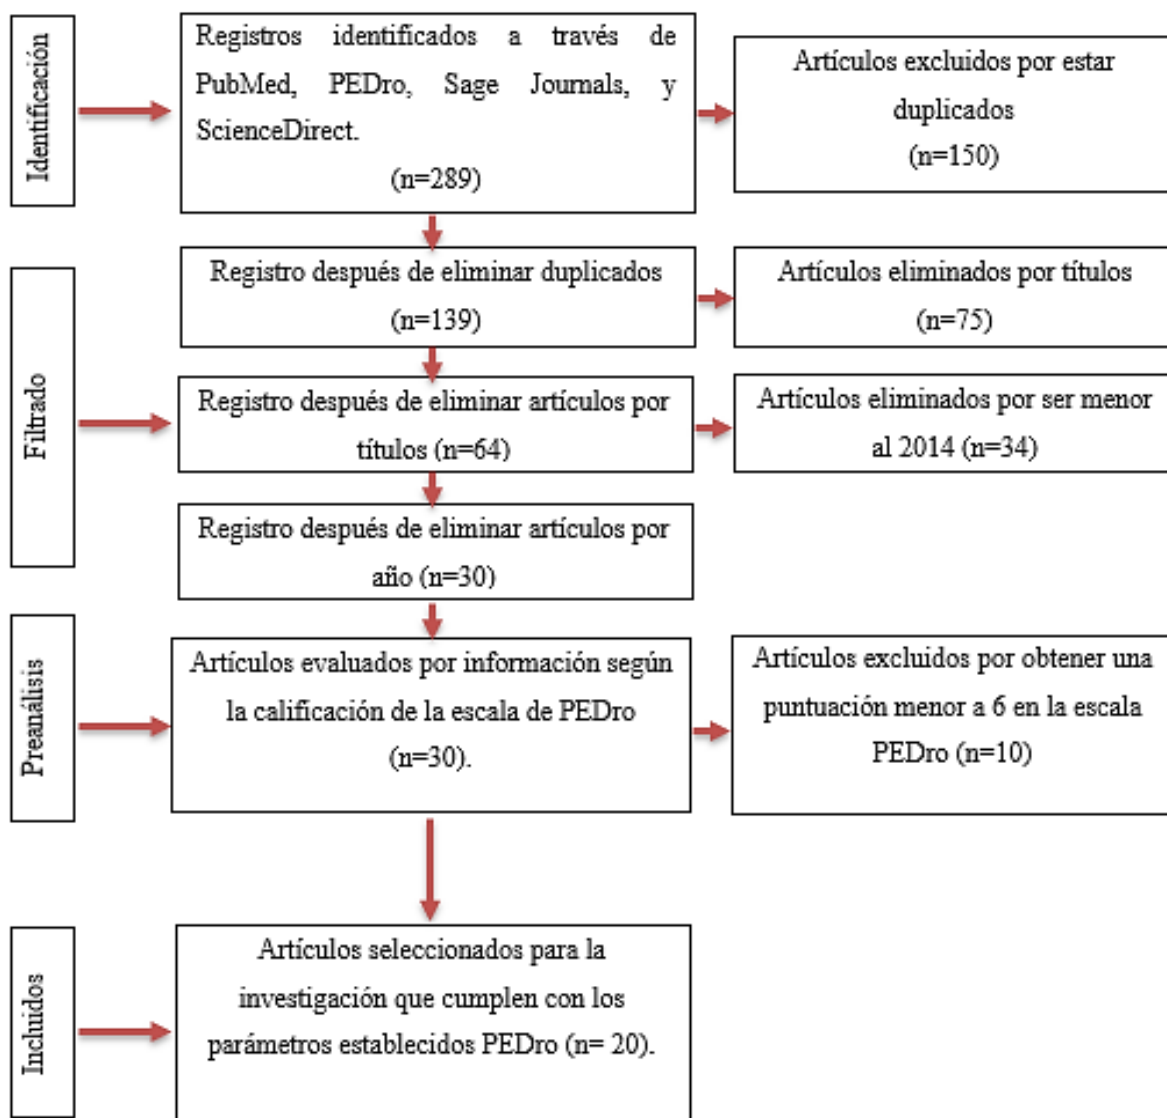 Identificación
Registros identificados a través de
PubMed, PEDro, Sage Journals, y
ScienceDirect.
(n=289)
Artículos excluidos por estar
duplicados
(n=150)
Filtrado
Registro después de eliminar duplicados
(n=139)
Artículos eliminados por títulos
(n=75)
Registro después de eliminar artículos por
títulos (n=64)
Artículos eliminados por ser menor
al 2014 (n=34)
Registro después de eliminar artículos por
año (n=30)
Preanálisis
Artículos evaluados por información según
la calificación de la escala de PEDro
(n=30).
Artículos excluidos por obtener una
puntuación menor a 6 en la escala
PEDro (n=10)
Incluidos
Artículos seleccionados para la
investigación que cumplen con los
parámetros establecidos PEDro (n= 20).